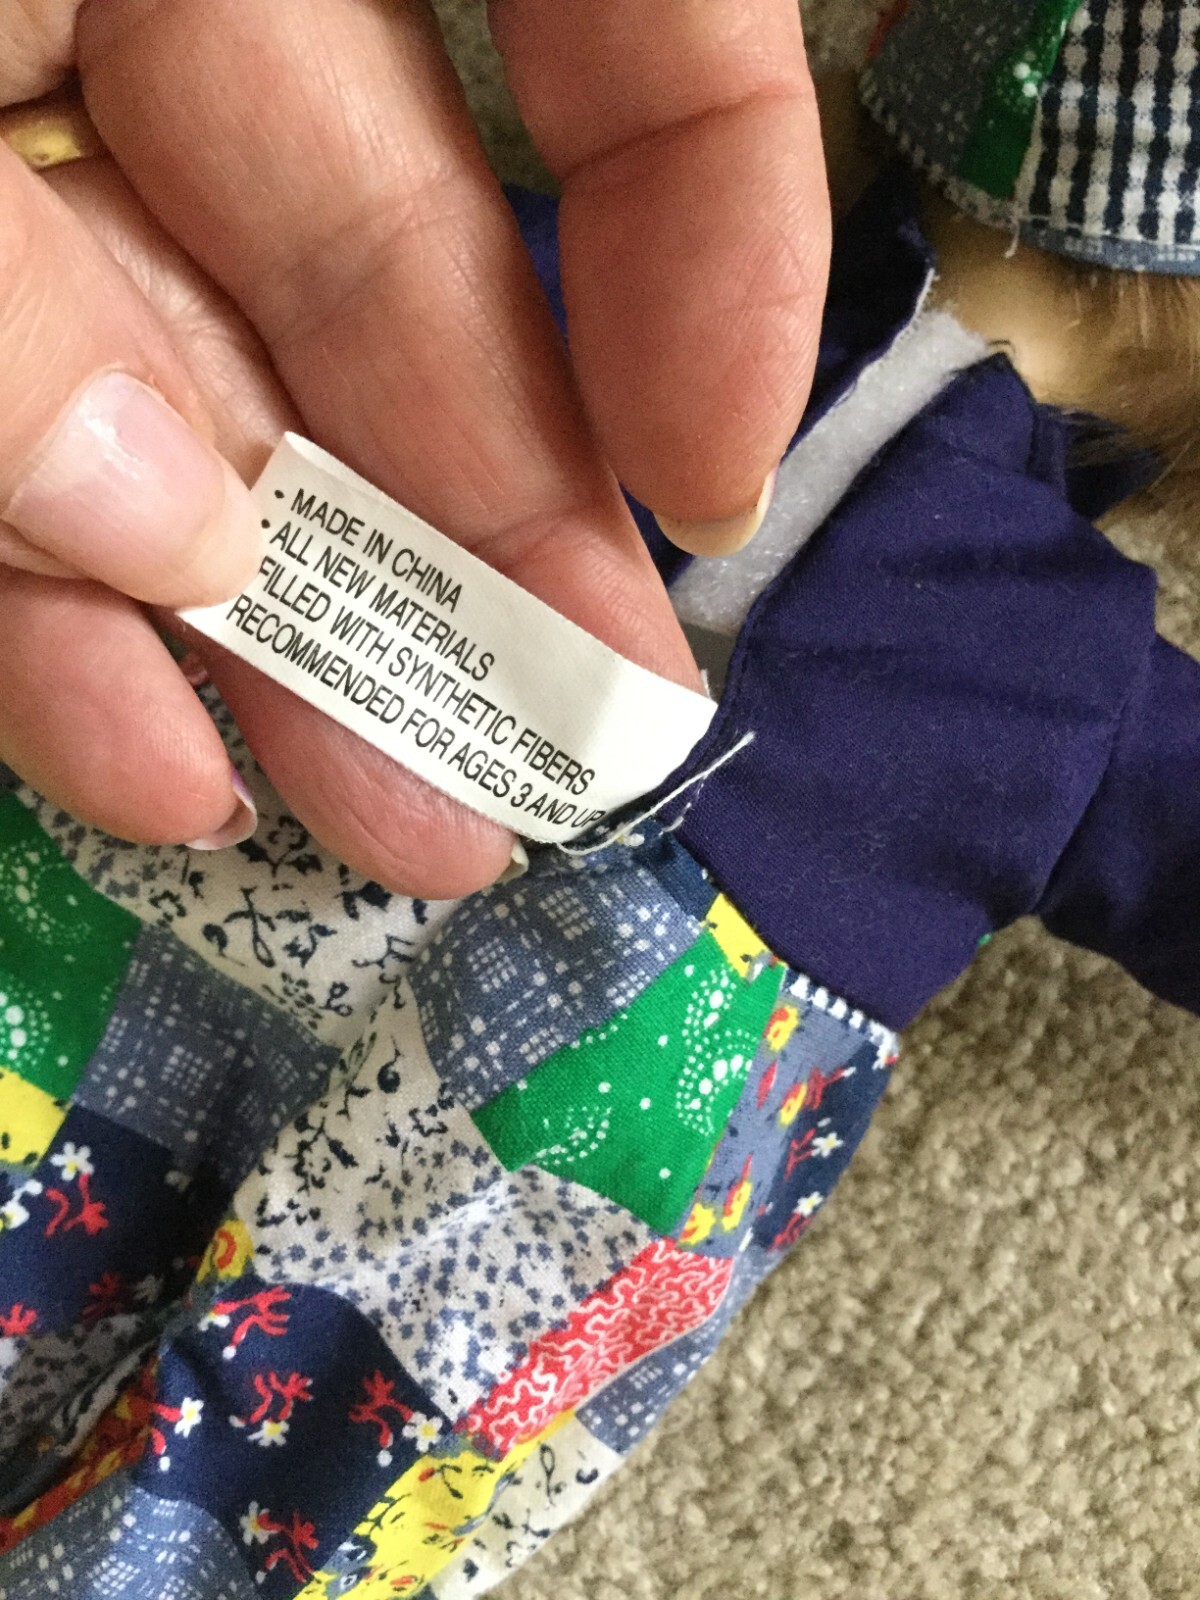 • MADE IN CHINA
• ALL NEW MATERIALS
FILLED WITH SYNTHETIC FIBERS
RECOMMENDED FOR AGES 3 AND UP